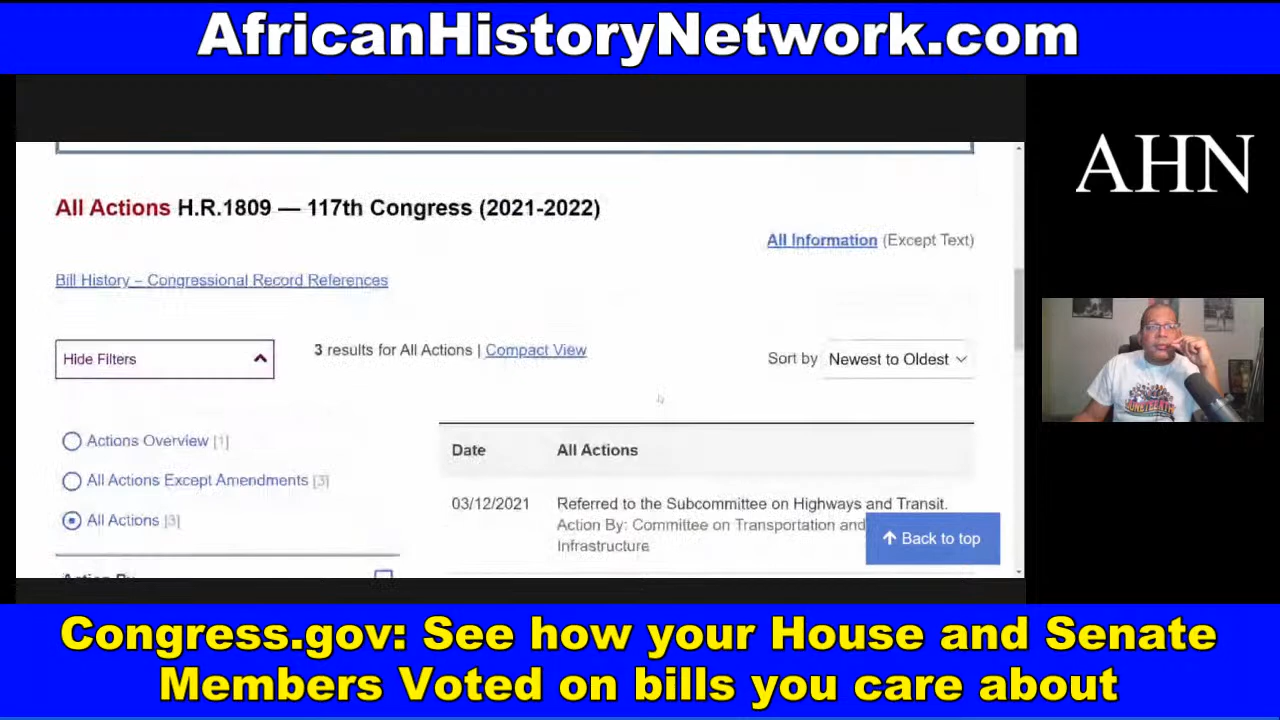 AfricanHistoryNetwork.com
AHN
All Actions H.R.1809 — 117th Congress (2021-2022)
All Information (Except Text)
Bill History – Congressional Record References
Hide Filters
3 results for All Actions | Compact View
Sort by Newest to Oldest
Actions Overview [1]
All Actions Except Amendments [3]
All Actions [3]
Action By
Date All Actions
03/12/2021 Referred to the Subcommittee on Highways and Transit.
Action By: Committee on Transportation and
Infrastructure
Back to top
JUNETEENTH
Congress.gov: See how your House and Senate
Members Voted on bills you care about